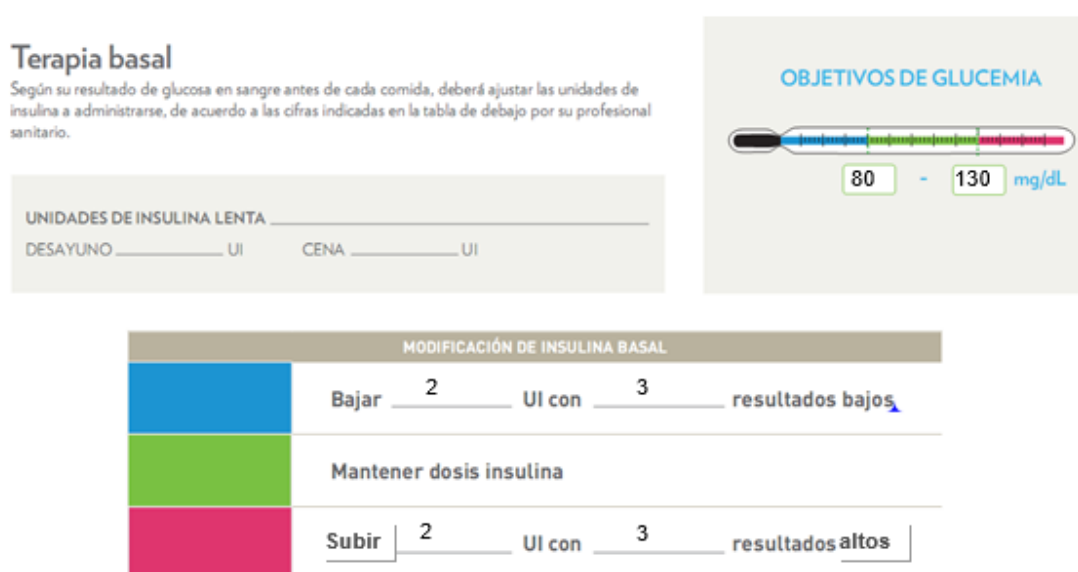 Terapia basal
Según su resultado de glucosa en sangre antes de cada comida, deberá ajustar las unidades de
insulina a administrarse, de acuerdo a las cifras indicadas en la tabla de debajo por su profesional
sanitario.
UNIDADES DE INSULINA LENTA
DESAYUNO UI CENA UI
OBJETIVOS DE GLUCEMIA
80 - 130 mg/dL
MODIFICACIÓN DE INSULINA BASAL
Bajar 2 UI con 3 resultados bajos
Mantener dosis insulina
Subir 2 UI con 3 resultados altos